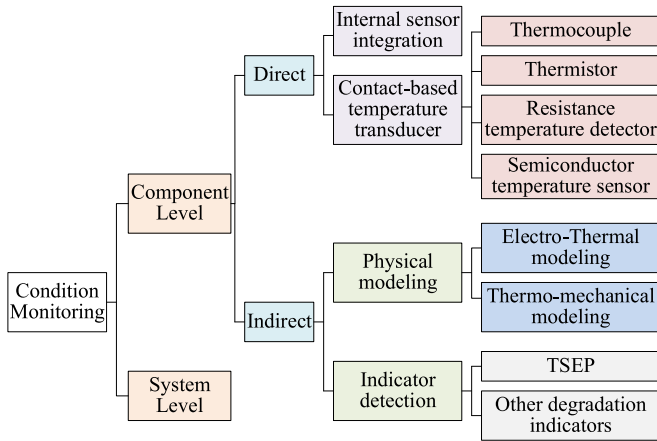 Internal sensor
integration
Thermocouple
Direct
Thermistor
Contact-based
temperature
transducer
Resistance
temperature detector
Semiconductor
temperature sensor
Component
Level
Electro-Thermal
modeling
Physical
modeling
Thermo-mechanical
modeling
Condition
Monitoring
Indirect
TSEP
System
Level
Indicator
detection
Other degradation
indicators